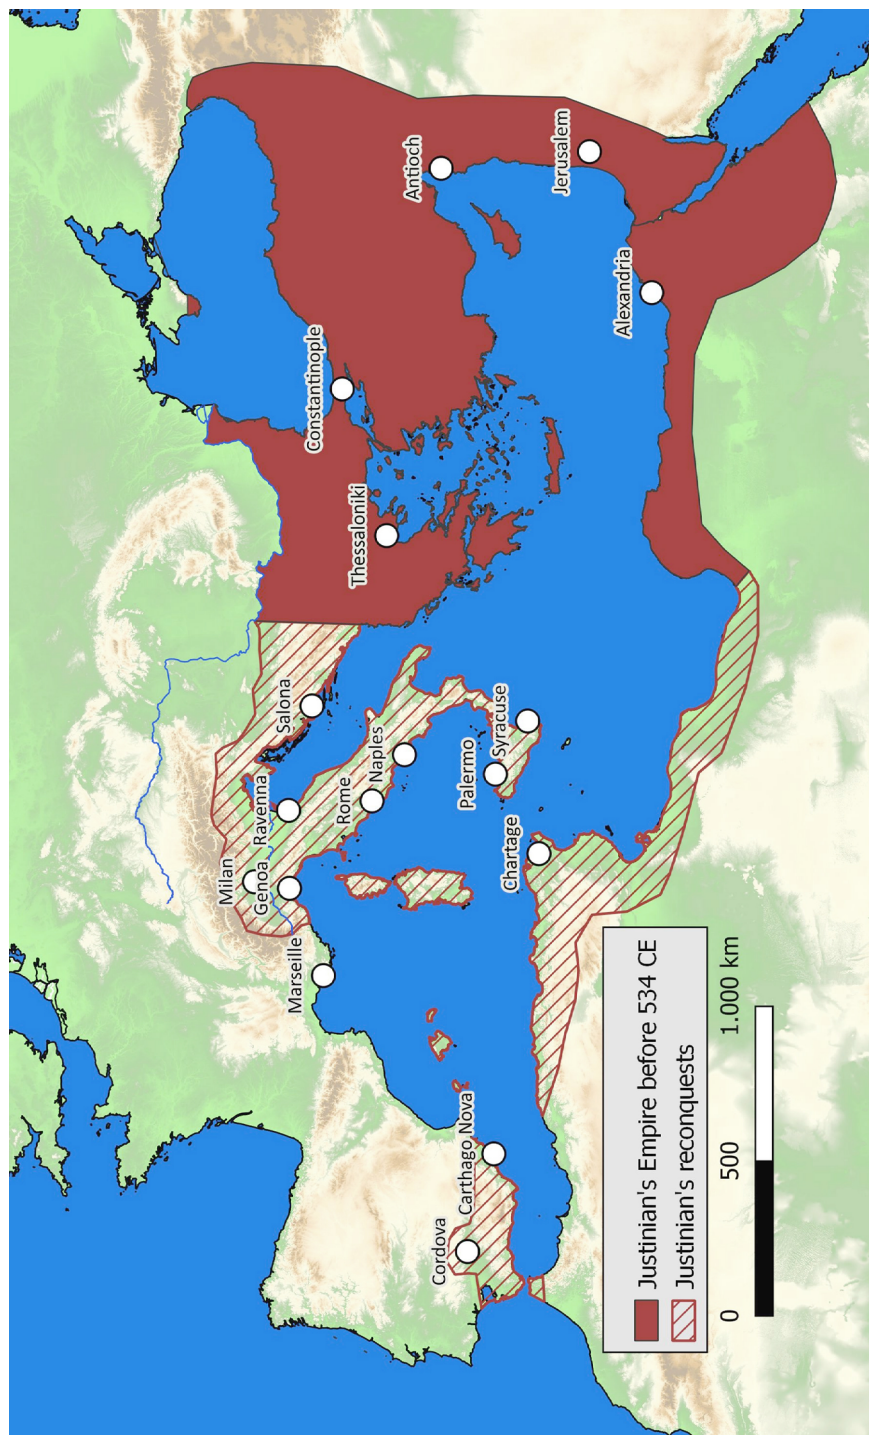 Milan
Genoa
Marseille
Ravenna
Salona
Rome
Naples
Thessaloniki
Constantinople
Antioch
Jerusalem
Alexandria
Palermo
Syracuse
Chartage
Carthago Nova
Cordova
Justinian's Empire before 534 CE
Justinian's reconquests
0 500 1.000 km